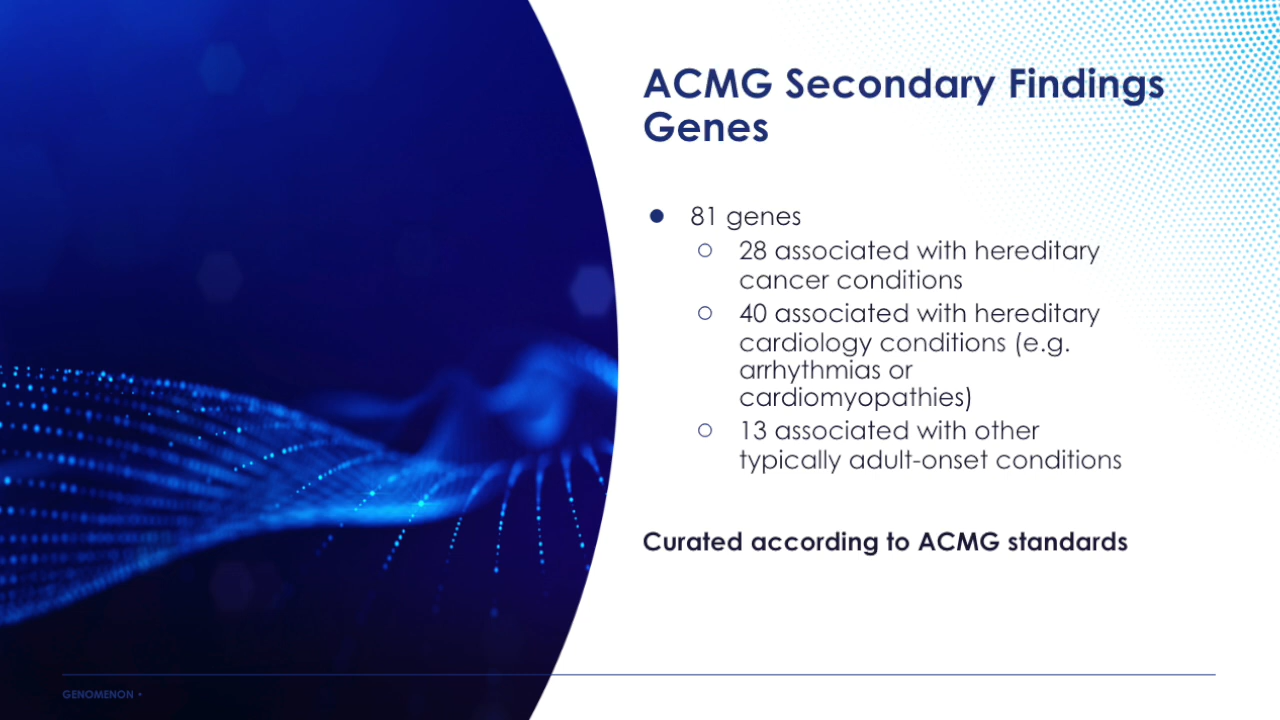 ACMG Secondary Findings
Genes
● 81 genes
○ 28 associated with hereditary
cancer conditions
○ 40 associated with hereditary
cardiology conditions (e.g.
arrhythmias or
cardiomyopathies)
○ 13 associated with other
typically adult-onset conditions
Curated according to ACMG standards
GENOMENON •